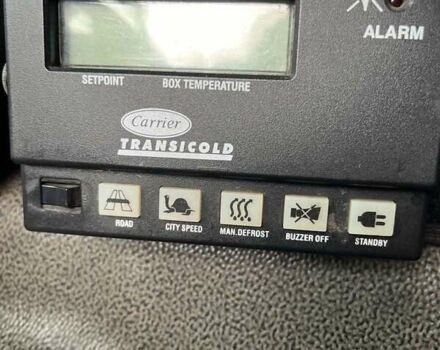 ALARM
SETPOINT BOX TEMPERATURE
Carrier
TRANSICOLD
ROAD CITY SPEED MAN.DEFROST BUZZER OFF STANDBY